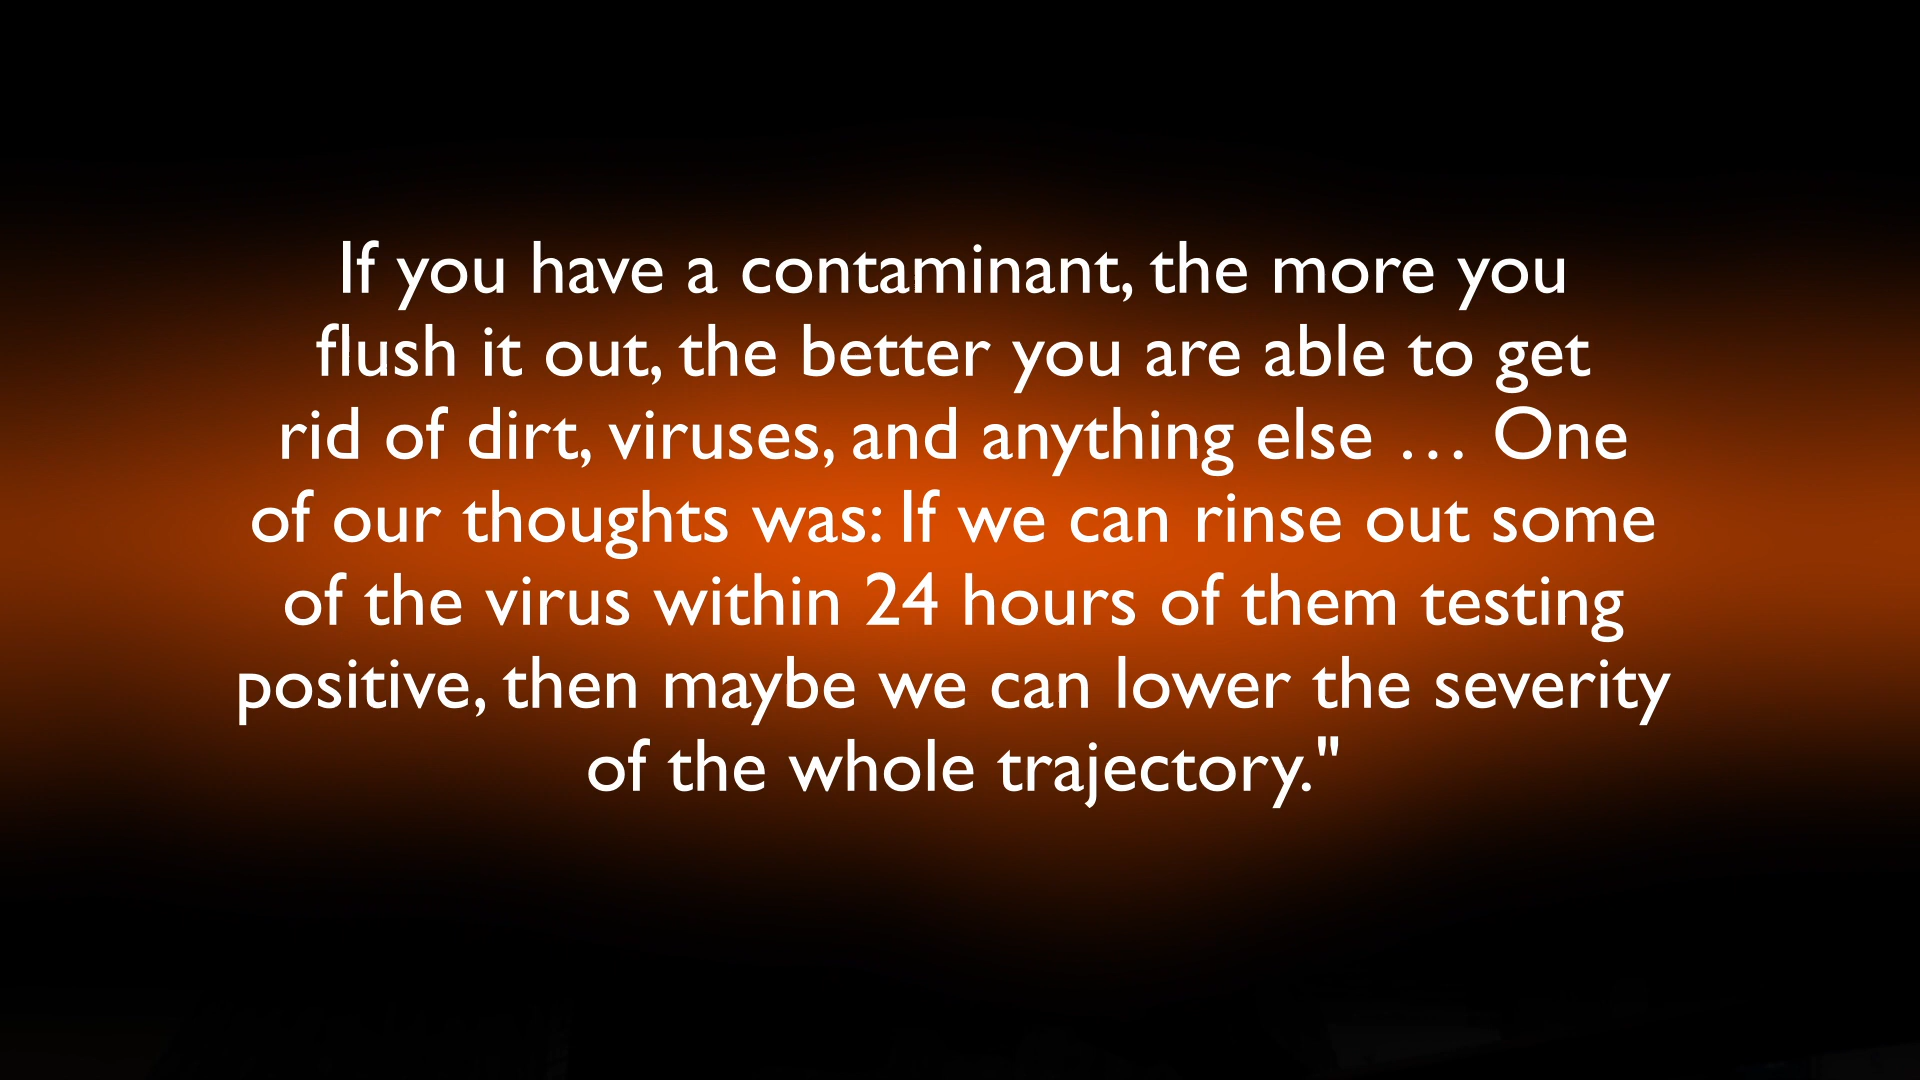 If you have a contaminant, the more you
flush it out, the better you are able to get
rid of dirt, viruses, and anything else … One
of our thoughts was: If we can rinse out some
of the virus within 24 hours of them testing
positive, then maybe we can lower the severity
of the whole trajectory."